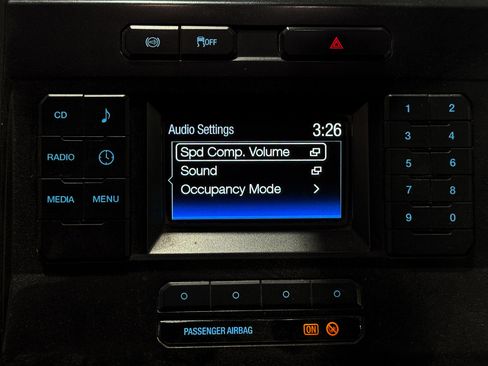 OFF
Audio Settings 3:26
Spd Comp. Volume
Sound
Occupancy Mode
CD
RADIO
MEDIA MENU
1 2
3 4
5 6
7 8
9 0
PASSENGER AIRBAG ON